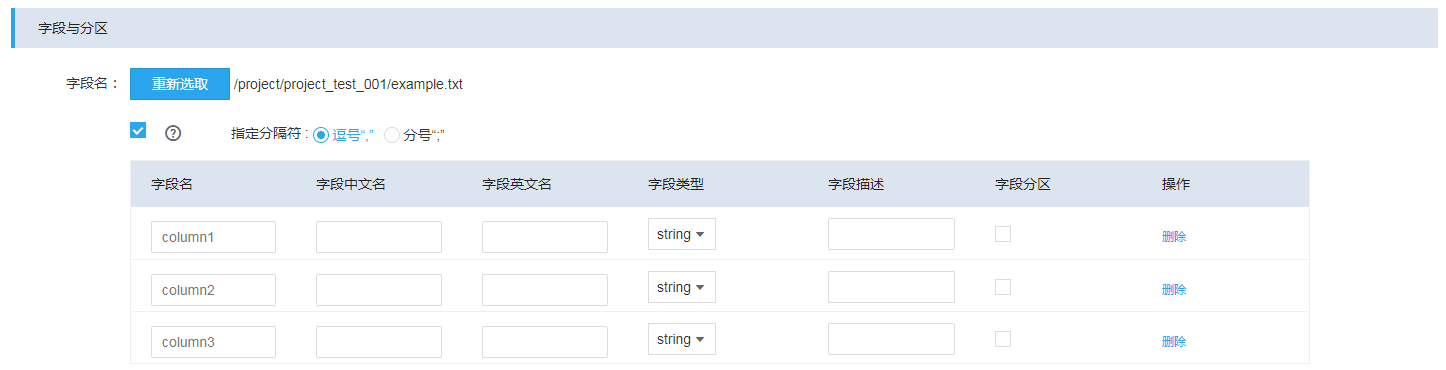 字段与分区
字段名： 重新选取 /project/project_test_001/example.txt
指定分隔符 : 逗号“,” 分号“;”
字段名 字段中文名 字段英文名 字段类型 字段描述 字段分区 操作
column1 string 删除
column2 string 删除
column3 string 删除